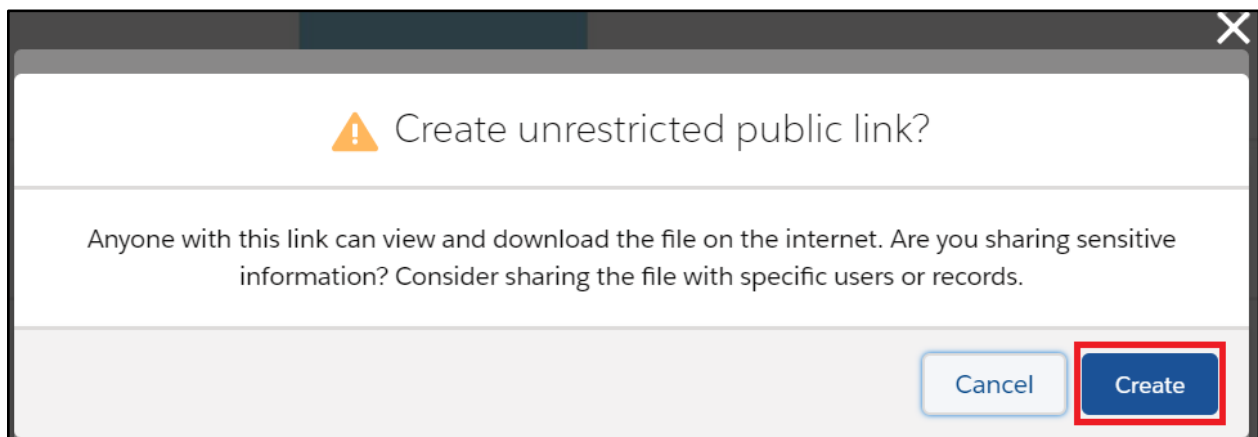 Create unrestricted public link?
Anyone with this link can view and download the file on the internet. Are you sharing sensitive
information? Consider sharing the file with specific users or records.
Cancel
Create